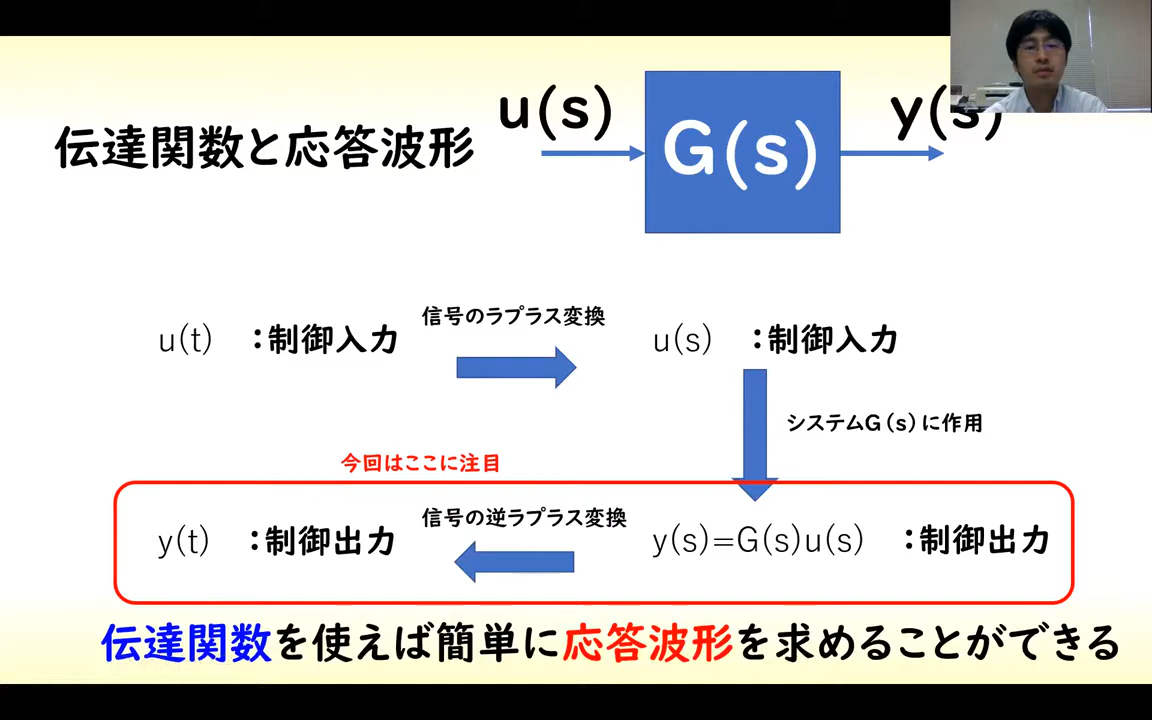 u(s)
G(s)
y(s)
伝達関数と応答波形
信号のラプラス変換
u(t) :制御入力
u(s) :制御入力
システムG(s)に作用
今回はここに注目
信号の逆ラプラス変換
y(t) :制御出力
y(s)=G(s)u(s) :制御出力
伝達関数を使えば簡単に応答波形を求めることができる